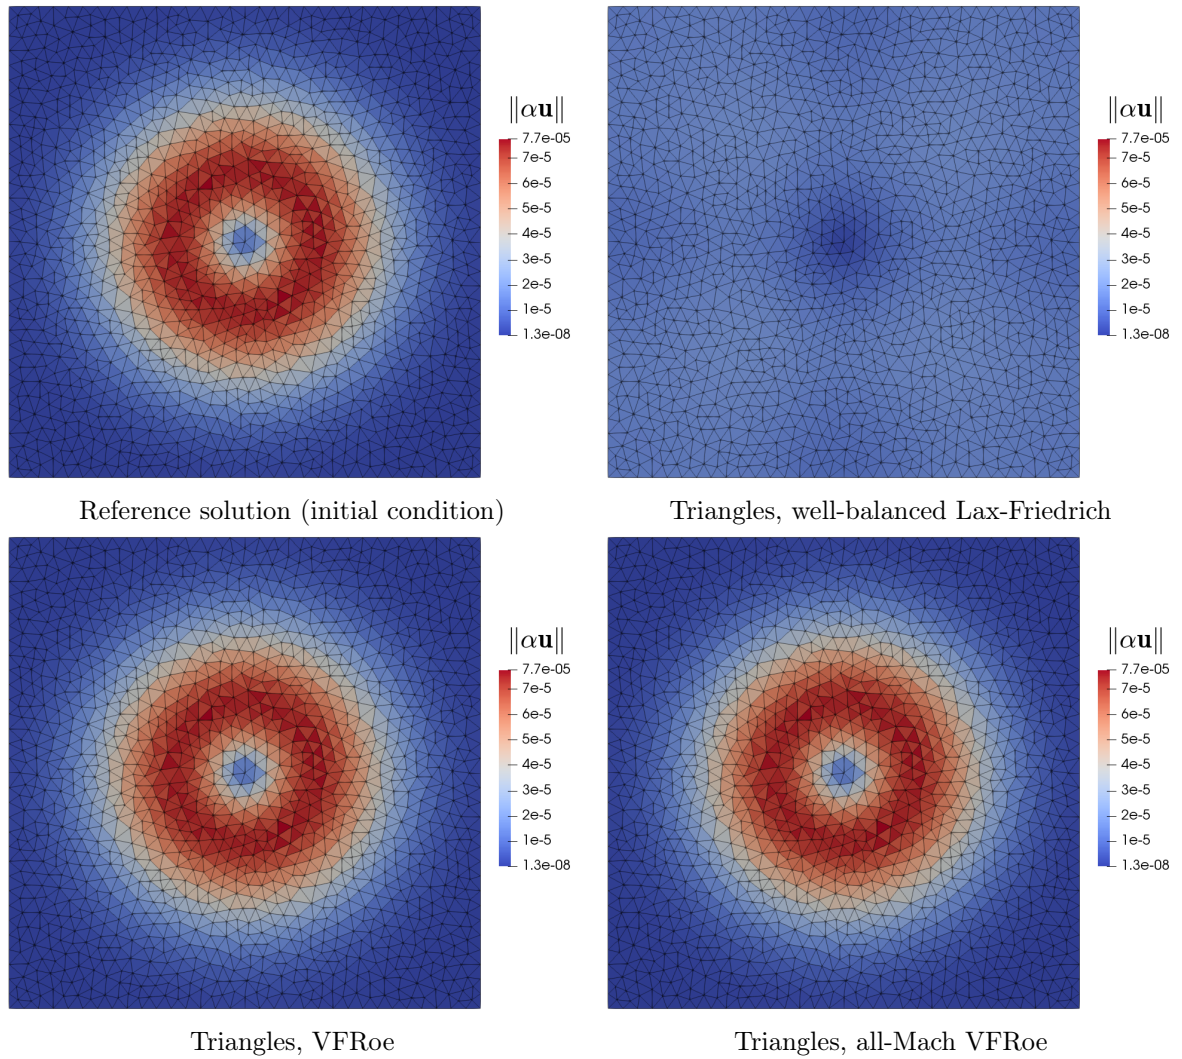 ‖αu‖
7.7e-05
7e-5
6e-5
5e-5
4e-5
3e-5
2e-5
1e-5
1.3e-08
Reference solution (initial condition)
‖αu‖
7.7e-05
7e-5
6e-5
5e-5
4e-5
3e-5
2e-5
1e-5
1.3e-08
Triangles, well-balanced Lax-Friedrich
‖αu‖
7.7e-05
7e-5
6e-5
5e-5
4e-5
3e-5
2e-5
1e-5
1.3e-08
Triangles, VFRoe
‖αu‖
7.7e-05
7e-5
6e-5
5e-5
4e-5
3e-5
2e-5
1e-5
1.3e-08
Triangles, all-Mach VFRoe